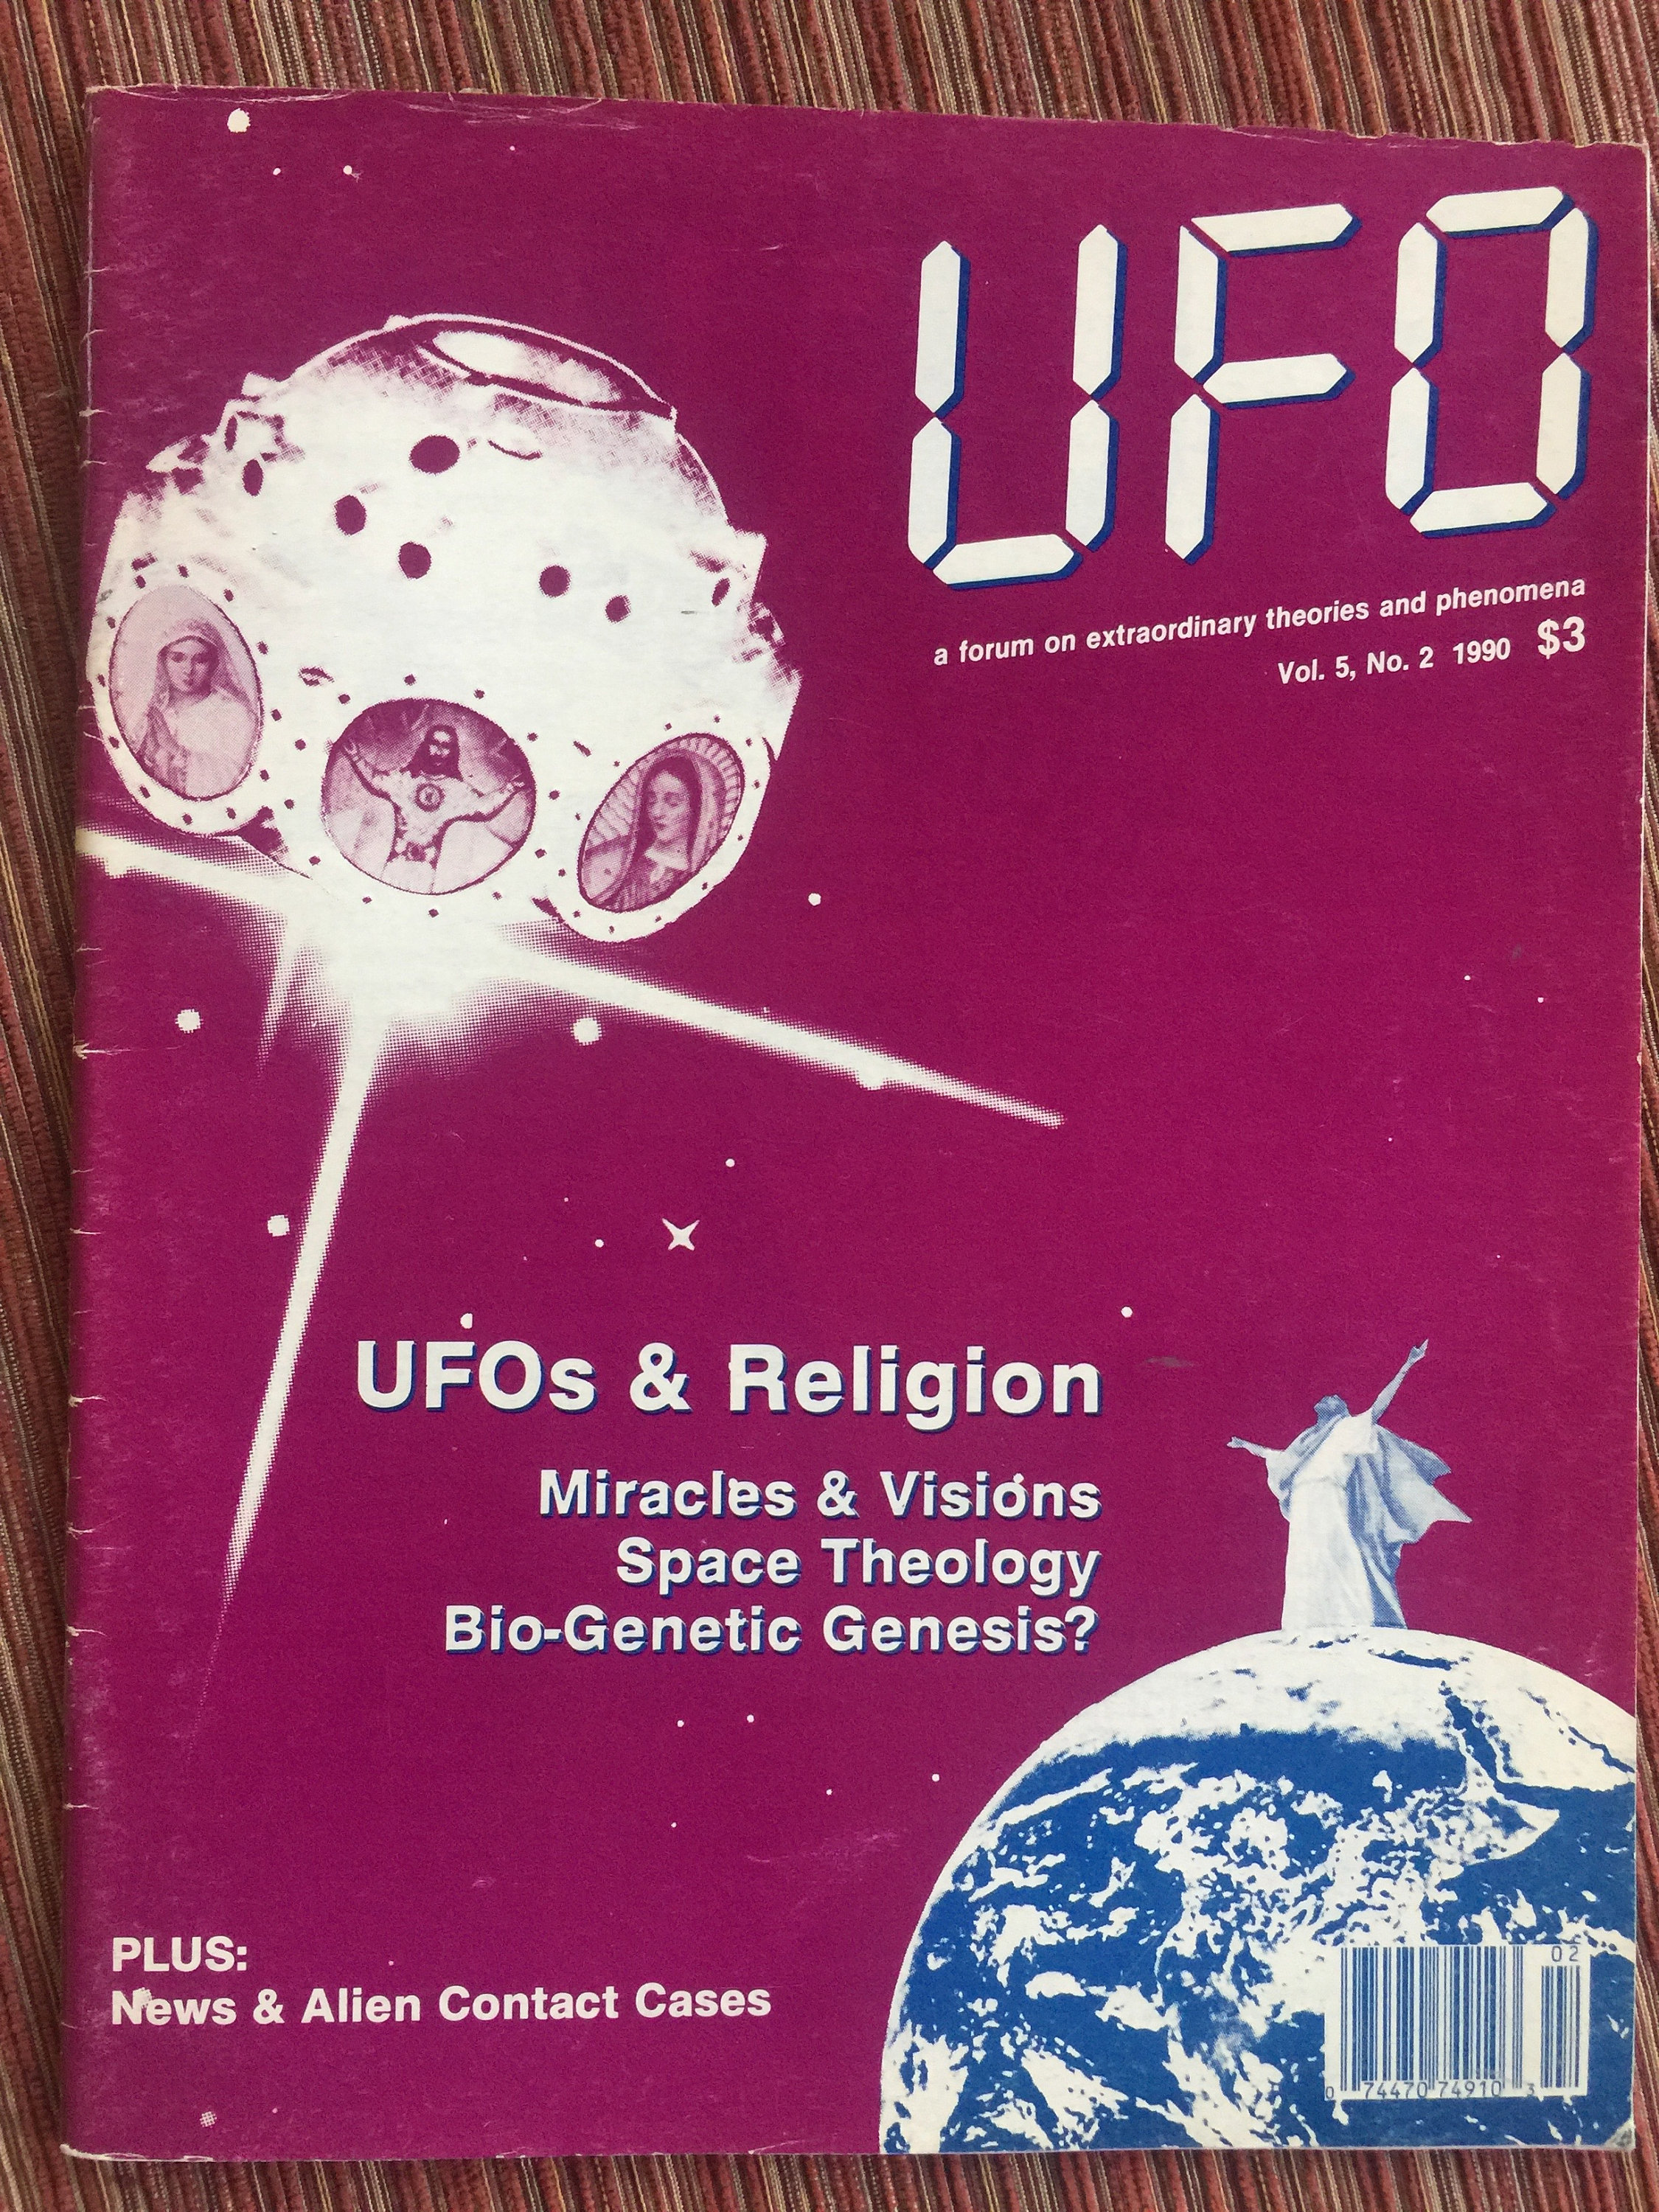 UFO
a forum on extraordinary theories and phenomena
Vol. 5, No. 2 1990 $3
UFOs & Religion
Miracles & Visions
Space Theology
Bio-Genetic Genesis?
PLUS:
News & Alien Contact Cases
02
0 74470 74910 3